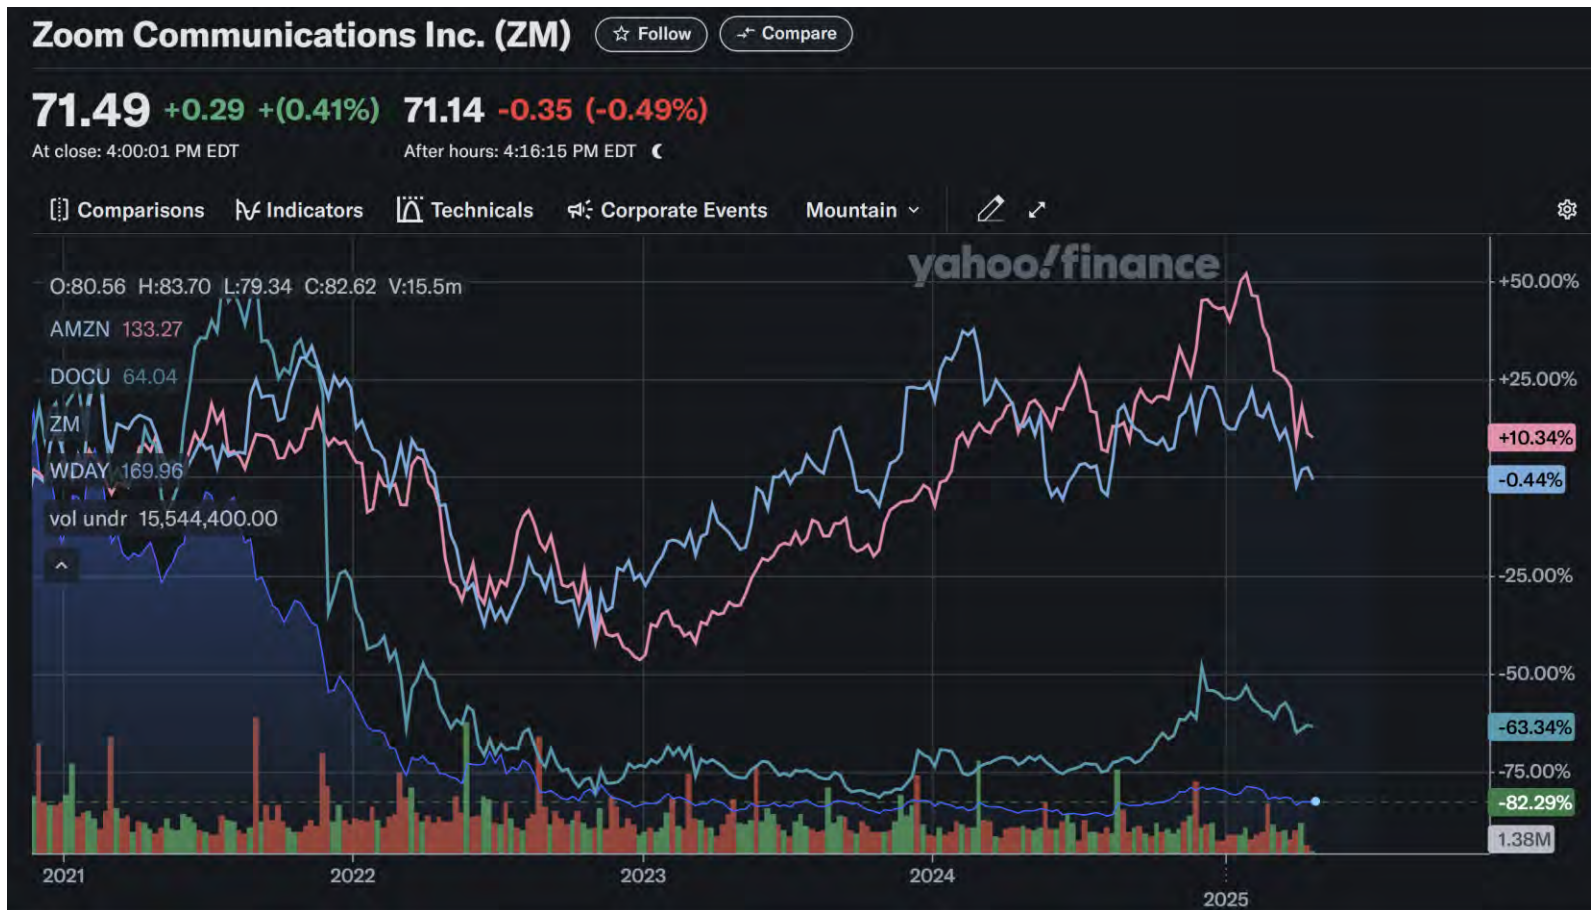 Zoom Communications Inc. (ZM) Follow Compare
71.49 +0.29 +(0.41%) 71.14 -0.35 (-0.49%)
At close: 4:00:01 PM EDT After hours: 4:16:15 PM EDT
Comparisons Indicators Technicals Corporate Events Mountain
yahoo!finance
O:80.56 H:83.70 L:79.34 C:82.62 V:15.5m
AMZN 133.27
DOCU 64.04
ZM
WDAY 169.96
vol undr 15,544,400.00
+50.00%
+25.00%
+10.34%
-0.44%
-25.00%
-50.00%
-63.34%
-75.00%
-82.29%
1.38M
2021 2022 2023 2024 2025